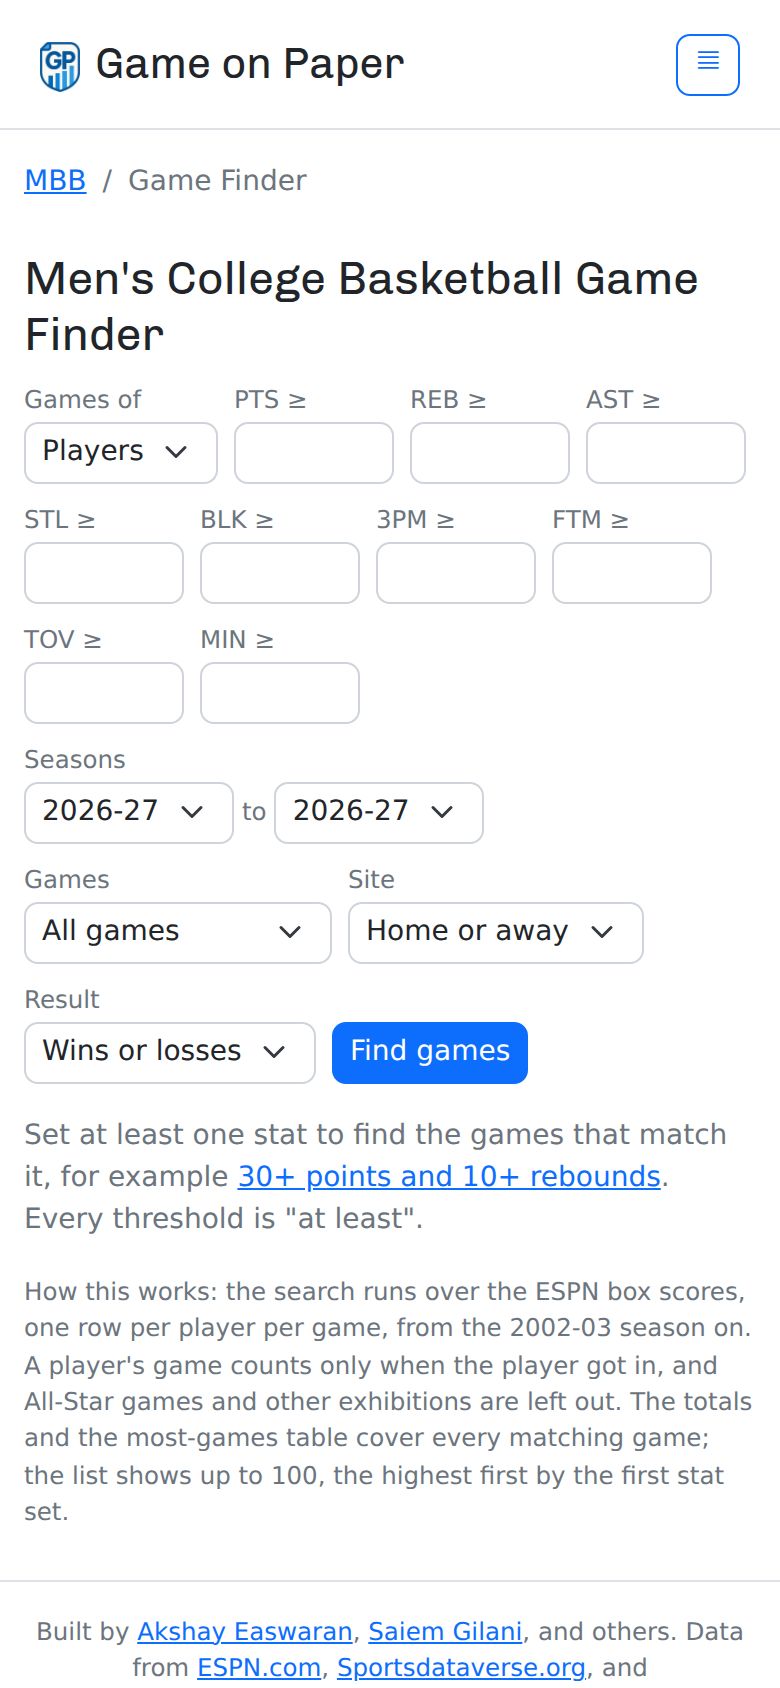 GP Game on Paper
MBB / Game Finder
Men's College Basketball Game
Finder
Games of PTS ≥ REB ≥ AST ≥
Players
STL ≥ BLK ≥ 3PM ≥ FTM ≥
TOV ≥ MIN ≥
Seasons
2026-27 to 2026-27
Games Site
All games Home or away
Result
Wins or losses Find games
Set at least one stat to find the games that match
it, for example 30+ points and 10+ rebounds.
Every threshold is "at least".
How this works: the search runs over the ESPN box scores,
one row per player per game, from the 2002-03 season on.
A player's game counts only when the player got in, and
All-Star games and other exhibitions are left out. The totals
and the most-games table cover every matching game;
the list shows up to 100, the highest first by the first stat
set.
Built by Akshay Easwaran, Saiem Gilani, and others. Data
from ESPN.com, Sportsdataverse.org, and